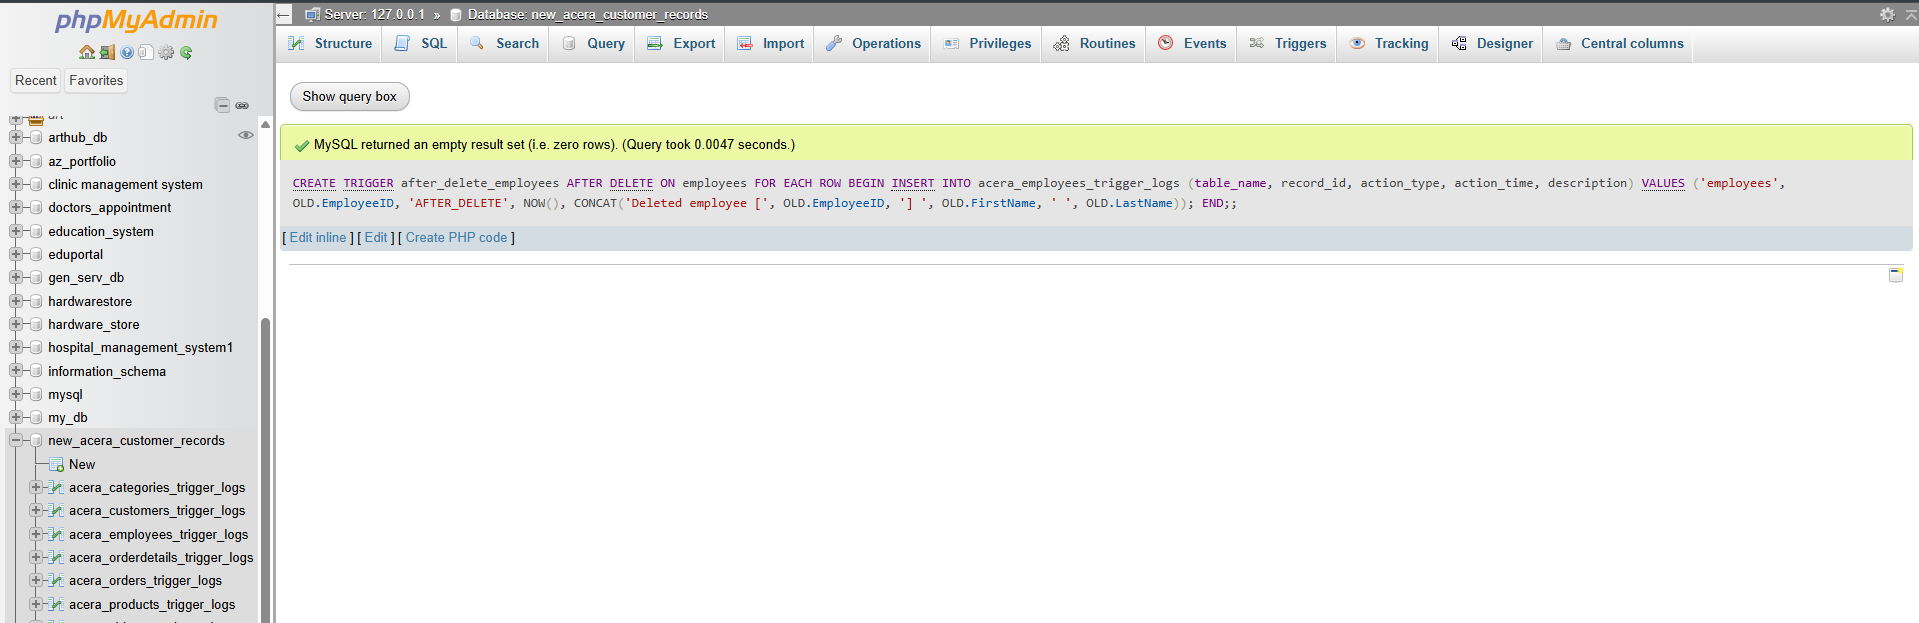 phpMyAdmin
Recent
Favorites
art
arthub_db
az_portfolio
clinic management system
doctors_appointment
education_system
eduportal
gen_serv_db
hardwarestore
hardware_store
hospital_management_system1
information_schema
mysql
my_db
new_acera_customer_records
New
acera_categories_trigger_logs
acera_customers_trigger_logs
acera_employees_trigger_logs
acera_orderdetails_trigger_logs
acera_orders_trigger_logs
acera_products_trigger_logs
Server: 127.0.0.1 » Database: new_acera_customer_records
Structure SQL Search Query Export Import Operations Privileges Routines Events Triggers Tracking Designer Central columns
Show query box
MySQL returned an empty result set (i.e. zero rows). (Query took 0.0047 seconds.)
CREATE TRIGGER after_delete_employees AFTER DELETE ON employees FOR EACH ROW BEGIN INSERT INTO acera_employees_trigger_logs (table_name, record_id, action_type, action_time, description) VALUES ('employees',
OLD.EmployeeID, 'AFTER_DELETE', NOW(), CONCAT('Deleted employee [', OLD.EmployeeID, '] ', OLD.FirstName, ' ', OLD.LastName)); END;;
[ Edit inline ] [ Edit ] [ Create PHP code ]